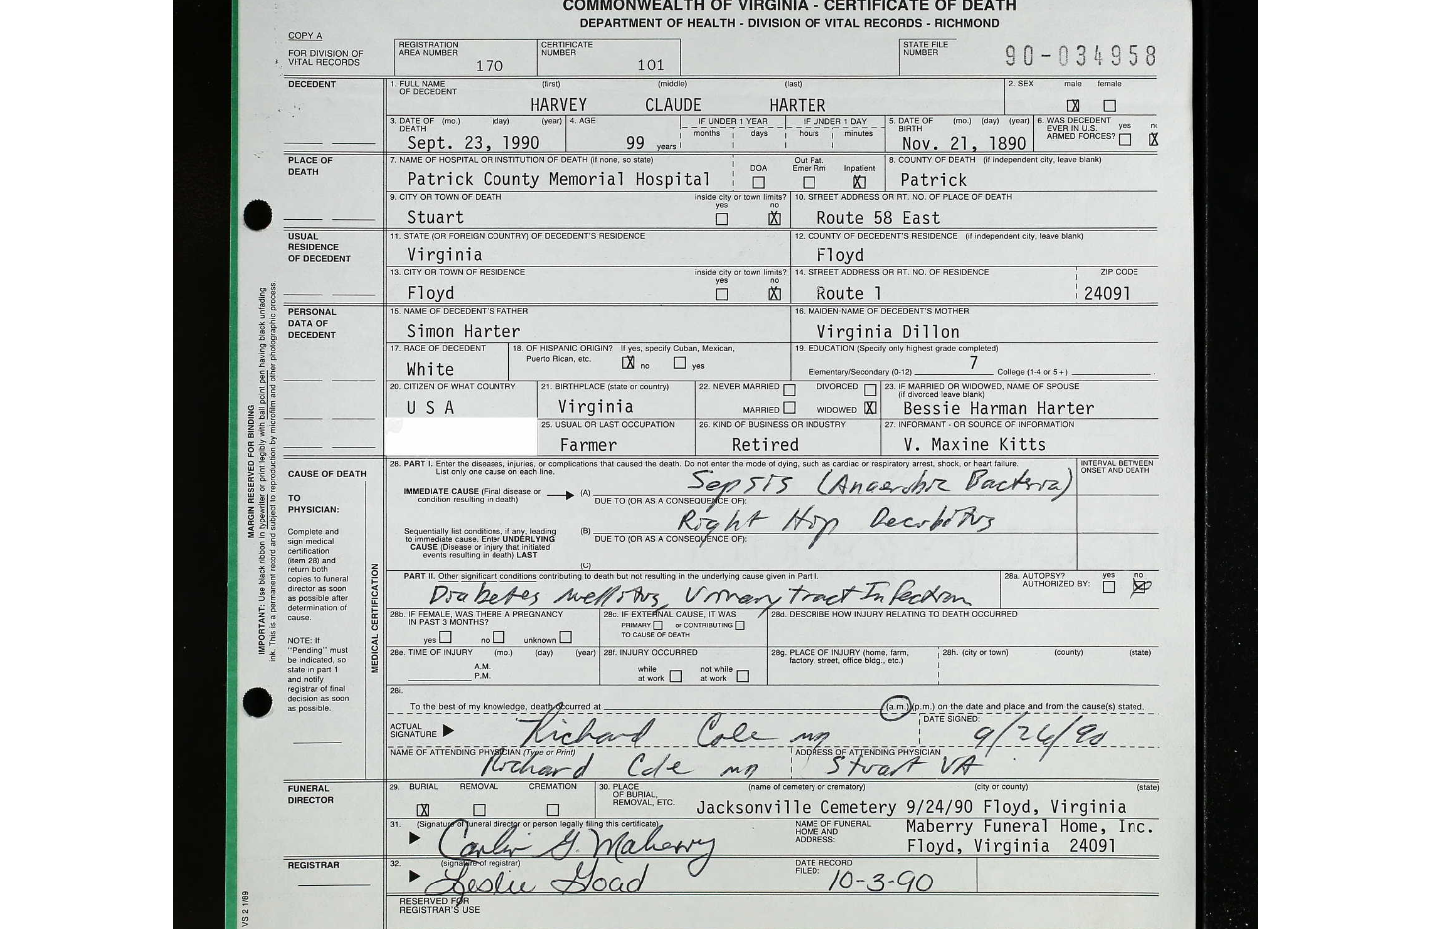 COMMONWEALTH OF VIRGINIA - CERTIFICATE OF DEATH
DEPARTMENT OF HEALTH - DIVISION OF VITAL RECORDS - RICHMOND
COPY A
FOR DIVISION OF VITAL RECORDS
REGISTRATION AREA NUMBER 170
CERTIFICATE NUMBER 101
STATE FILE NUMBER 90-034958
DECEDENT
1. FULL NAME OF DECEDENT (first) (middle) (last)
HARVEY CLAUDE HARTER
2. SEX male female
X
3. DATE OF DEATH (mo.) (day) (year)
Sept. 23, 1990
4. AGE
99 years
IF UNDER 1 YEAR months days
IF UNDER 1 DAY hours minutes
5. DATE OF BIRTH (mo.) (day) (year)
Nov. 21, 1890
6. WAS DECEDENT EVER IN U.S. ARMED FORCES? yes
X
PLACE OF DEATH
7. NAME OF HOSPITAL OR INSTITUTION OF DEATH (if none, so state)
Patrick County Memorial Hospital
DOA Out Pat. Emer Rm Inpatient
X
8. COUNTY OF DEATH (if independent city, leave blank)
Patrick
9. CITY OR TOWN OF DEATH
Stuart
inside city or town limits? yes no
X
10. STREET ADDRESS OR RT. NO. OF PLACE OF DEATH
Route 58 East
USUAL RESIDENCE OF DECEDENT
11. STATE (OR FOREIGN COUNTRY) OF DECEDENT'S RESIDENCE
Virginia
12. COUNTY OF DECEDENT'S RESIDENCE (if independent city, leave blank)
Floyd
13. CITY OR TOWN OF RESIDENCE
Floyd
inside city or town limits? yes no
X
14. STREET ADDRESS OR RT. NO. OF RESIDENCE
Route 1
ZIP CODE
24091
PERSONAL DATA OF DECEDENT
15. NAME OF DECEDENT'S FATHER
Simon Harter
16. MAIDEN NAME OF DECEDENT'S MOTHER
Virginia Dillon
17. RACE OF DECEDENT
White
18. OF HISPANIC ORIGIN? If yes, specify Cuban, Mexican, Puerto Rican, etc.
X no yes
19. EDUCATION (Specify only highest grade completed)
Elementary/Secondary (0-12) 7 College (1-4 or 5+)
20. CITIZEN OF WHAT COUNTRY
U S A
21. BIRTHPLACE (state or country)
Virginia
22. NEVER MARRIED DIVORCED
MARRIED WIDOWED X
23. IF MARRIED OR WIDOWED, NAME OF SPOUSE (if divorced leave blank)
Bessie Harman Harter
25. USUAL OR LAST OCCUPATION
Farmer
26. KIND OF BUSINESS OR INDUSTRY
Retired
27. INFORMANT - OR SOURCE OF INFORMATION
V. Maxine Kitts
CAUSE OF DEATH
TO PHYSICIAN:
Complete and
sign medical
certification
(item 28) and
return both
copies to funeral
director as soon
as possible after
determination of
cause.
NOTE: If
"Pending" must
be indicated, so
state in part 1
and notify
registrar of final
decision as soon
as possible.
MARGIN RESERVED FOR BINDING
IMPORTANT: Use black ribbon in typewriter or print legibly with ball point pen having black unfading
ink. This is a permanent record and subject to reproduction by microfilm and other photographic process.
MEDICAL CERTIFICATION
28. PART I. Enter the diseases, injuries, or complications that caused the death. Do not enter the mode of dying, such as cardiac or respiratory arrest, shock, or heart failure.
List only one cause on each line.
INTERVAL BETWEEN ONSET AND DEATH
IMMEDIATE CAUSE (Final disease or condition resulting in death) (A) Sepsis (Anaerobic Bacteria)
DUE TO (OR AS A CONSEQUENCE OF):
Sequentially list conditions, if any, leading to immediate cause. Enter UNDERLYING CAUSE (Disease or injury that initiated events resulting in death) LAST
(B) Right Hip Decubitus
DUE TO (OR AS A CONSEQUENCE OF):
(C)
PART II. Other significant conditions contributing to death but not resulting in the underlying cause given in Part I.
Diabetes mellitus, Urinary tract Infection
28a. AUTOPSY? AUTHORIZED BY: yes no
28b. IF FEMALE, WAS THERE A PREGNANCY IN PAST 3 MONTHS?
yes no unknown
28c. IF EXTERNAL CAUSE, IT WAS
PRIMARY or CONTRIBUTING
TO CAUSE OF DEATH
28d. DESCRIBE HOW INJURY RELATING TO DEATH OCCURRED
28e. TIME OF INJURY (mo.) (day) (year)
A.M.
P.M.
28f. INJURY OCCURRED
while at work not while at work
28g. PLACE OF INJURY (home, farm, factory street, office bldg., etc.)
28h. (city or town) (county) (state)
28i.
To the best of my knowledge, death occurred at (a.m.)(p.m.) on the date and place and from the cause(s) stated.
ACTUAL SIGNATURE Richard Cole MD
DATE SIGNED: 9/26/90
NAME OF ATTENDING PHYSICIAN (Type or Print)
Richard Cole MD
ADDRESS OF ATTENDING PHYSICIAN
Stuart VA
FUNERAL DIRECTOR
29. BURIAL REMOVAL CREMATION
X
30. PLACE OF BURIAL, REMOVAL, ETC. (name of cemetery or crematory) (city or county) (state)
Jacksonville Cemetery 9/24/90 Floyd, Virginia
31. (Signature of funeral director or person legally filing this certificate)
G. Maberry
NAME OF FUNERAL HOME AND ADDRESS:
Maberry Funeral Home, Inc.
Floyd, Virginia 24091
REGISTRAR
32. (signature of registrar)
Leslie Goad
DATE RECORD FILED: 10-3-90
RESERVED FOR REGISTRAR'S USE
VS 2 1/89